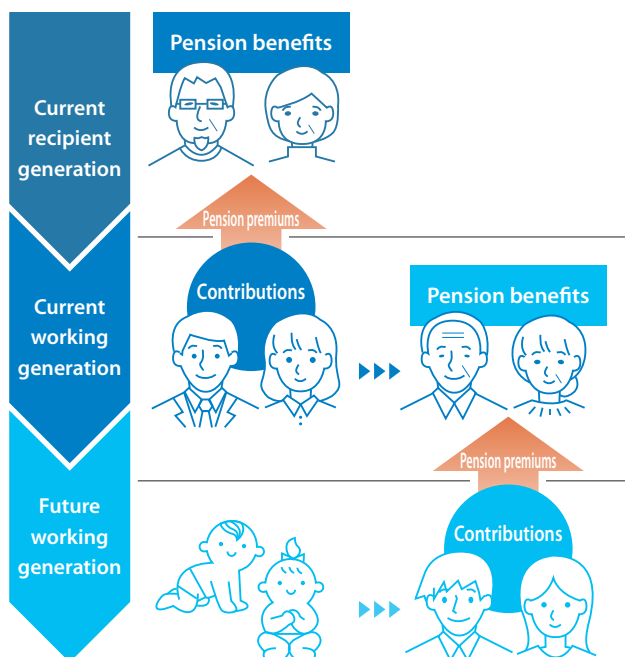 Pension benefits
Current
recipient
generation
Pension premiums
Contributions
Pension benefits
Current
working
generation
Pension premiums
Future
working
generation
Contributions